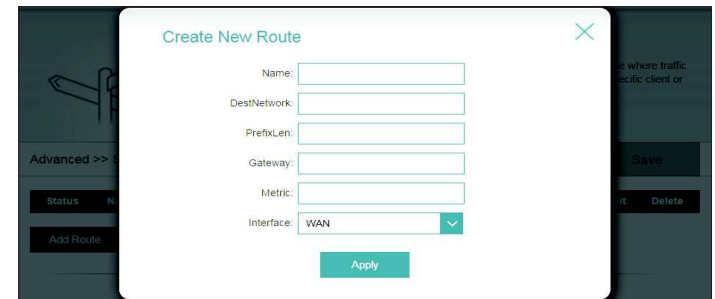 Create New Route
e where traffic
ecific client or
Name:
DestNetwork:
PrefixLen:
Gateway:
Metric:
Interface: WAN
Apply
Advanced >> S
Save
Status N
it Delete
Add Route